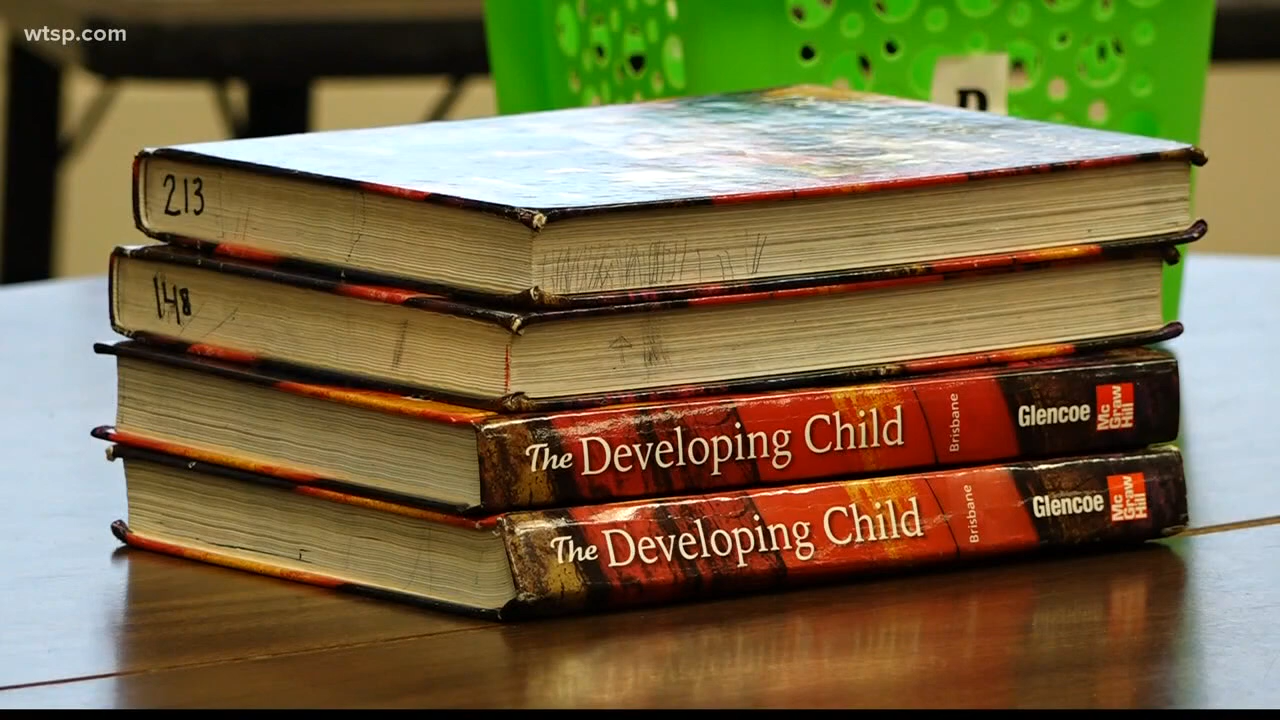 wtsp.com
D
213
148
The Developing Child Brisbane Glencoe Mc Graw Hill
The Developing Child Brisbane Glencoe Mc Graw Hill